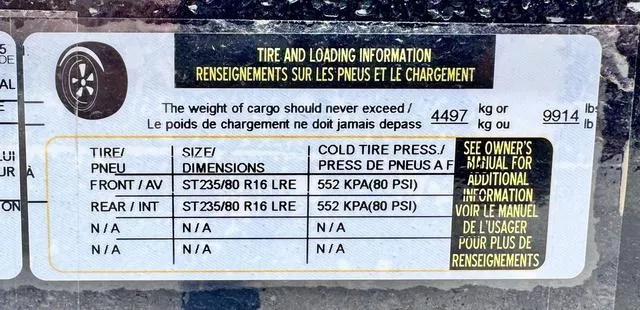 TIRE AND LOADING INFORMATION
RENSEIGNEMENTS SUR LES PNEUS ET LE CHARGEMENT
The weight of cargo should never exceed / 4497 kg or 9914 lb
Le poids de chargement ne doit jamais depass kg ou lb
TIRE/ SIZE/ COLD TIRE PRESS./
PNEU DIMENSIONS PRESS DE PNEUS A F
FRONT / AV ST235/80 R16 LRE 552 KPA(80 PSI)
REAR / INT ST235/80 R16 LRE 552 KPA(80 PSI)
N / A N / A N / A
N / A N / A N / A
SEE OWNER'S
MANUAL FOR
ADDITIONAL
INFORMATION
VOIR LE MANUEL
DE L'USAGER
POUR PLUS DE
RENSEIGNEMENTS